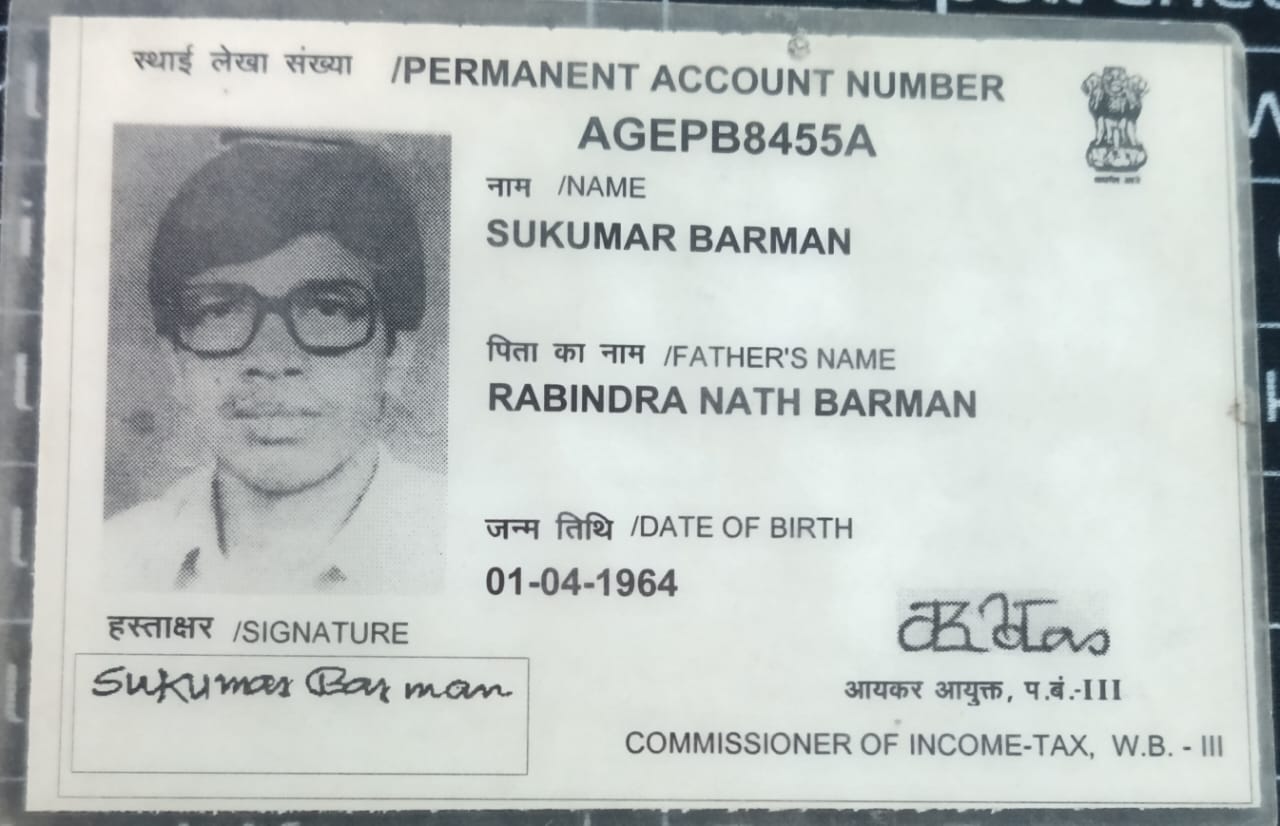 स्थाई लेखा संख्या /PERMANENT ACCOUNT NUMBER
AGEPB8455A
नाम /NAME
SUKUMAR BARMAN
पिता का नाम /FATHER'S NAME
RABINDRA NATH BARMAN
जन्म तिथि /DATE OF BIRTH
01-04-1964
हस्ताक्षर /SIGNATURE
Sukumar Barman
आयकर आयुक्त, प.बं.-III
COMMISSIONER OF INCOME-TAX, W.B. - III